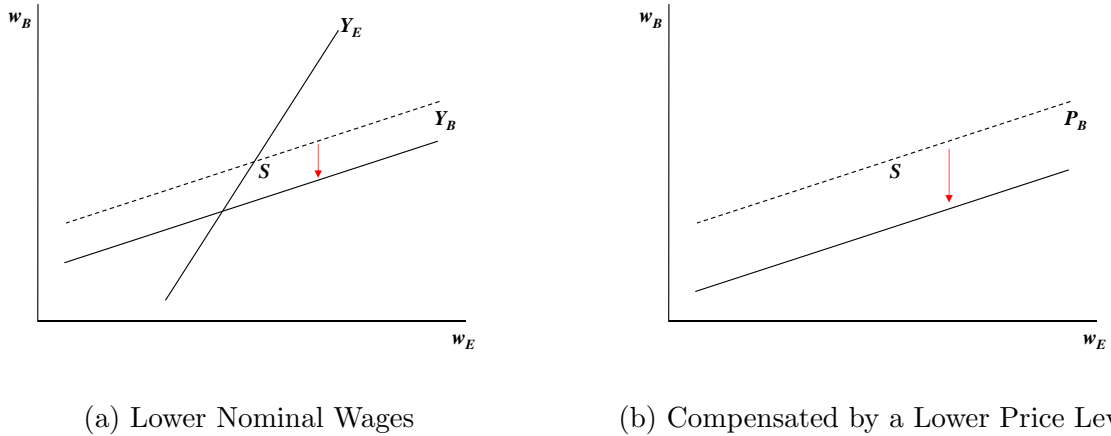 w_B
Y_E
Y_B
S
w_E
(a) Lower Nominal Wages
w_B
P_B
S
w_E
(b) Compensated by a Lower Price Lev